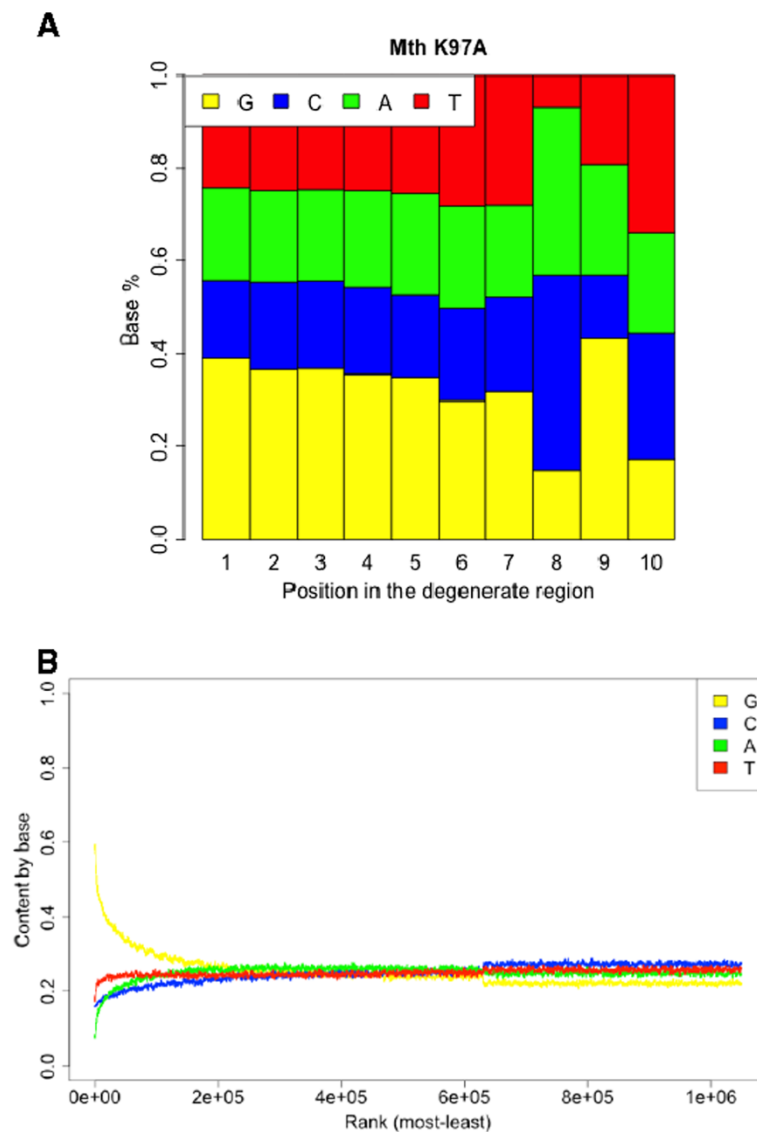 A
Mth K97A
G C A T
1.0
0.8
0.6
0.4
0.2
0.0
Base %
1 2 3 4 5 6 7 8 9 10
Position in the degenerate region
B
G
C
A
T
1.0
0.8
0.6
0.4
0.2
0.0
Content by base
0e+00 2e+05 4e+05 6e+05 8e+05 1e+06
Rank (most-least)